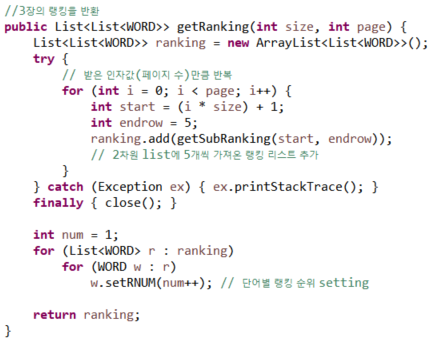 //3장의 랭킹을 반환
public List<List<WORD>> getRanking(int size, int page) {
    List<List<WORD>> ranking = new ArrayList<List<WORD>>();
    try {
        // 받은 인자값(페이지 수)만큼 반복
        for (int i = 0; i < page; i++) {
            int start = (i * size) + 1;
            int endrow = 5;
            ranking.add(getSubRanking(start, endrow));
            // 2차원 list에 5개씩 가져온 랭킹 리스트 추가
        }
    } catch (Exception ex) { ex.printStackTrace(); }
    finally { close(); }

    int num = 1;
    for (List<WORD> r : ranking)
        for (WORD w : r)
            w.setRNUM(num++); // 단어별 랭킹 순위 setting

    return ranking;
}